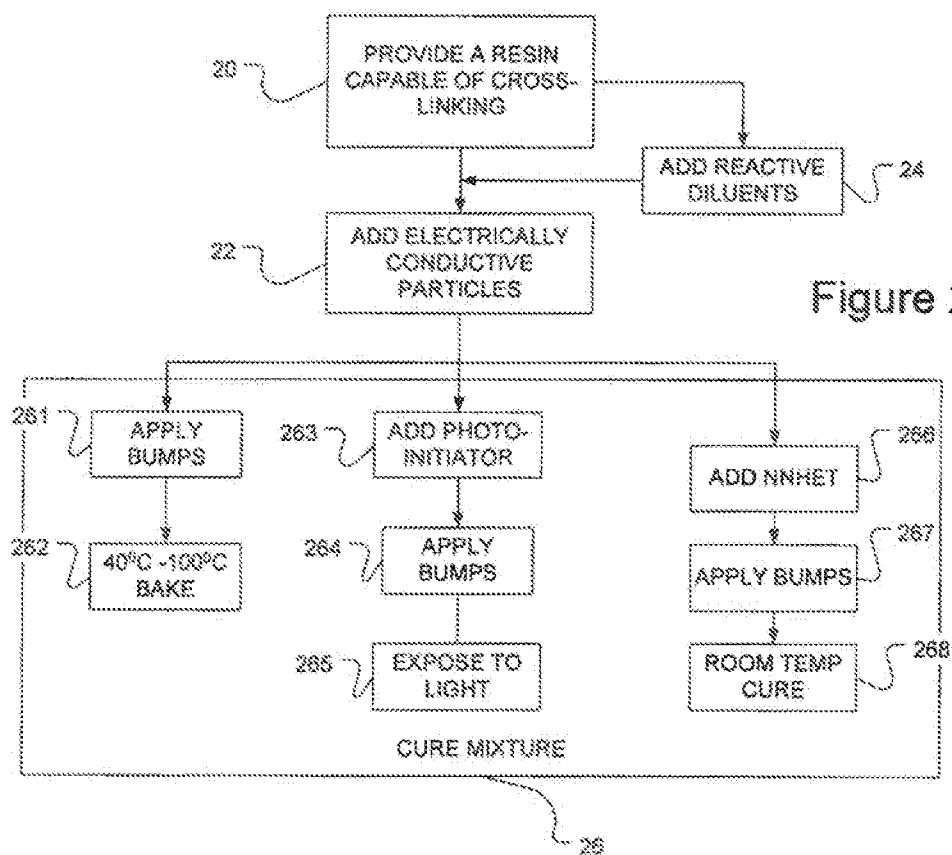 PROVIDE A RESIN
CAPABLE OF CROSS-
LINKING
20
ADD REACTIVE
DILUENTS
24
22
ADD ELECTRICALLY
CONDUCTIVE
PARTICLES
Figure
261
APPLY
BUMPS
262
40°C -100°C
BAKE
263
ADD PHOTO-
INITIATOR
264
APPLY
BUMPS
265
EXPOSE TO
LIGHT
266
ADD NNHET
267
APPLY BUMPS
268
ROOM TEMP
CURE
CURE MIXTURE
26